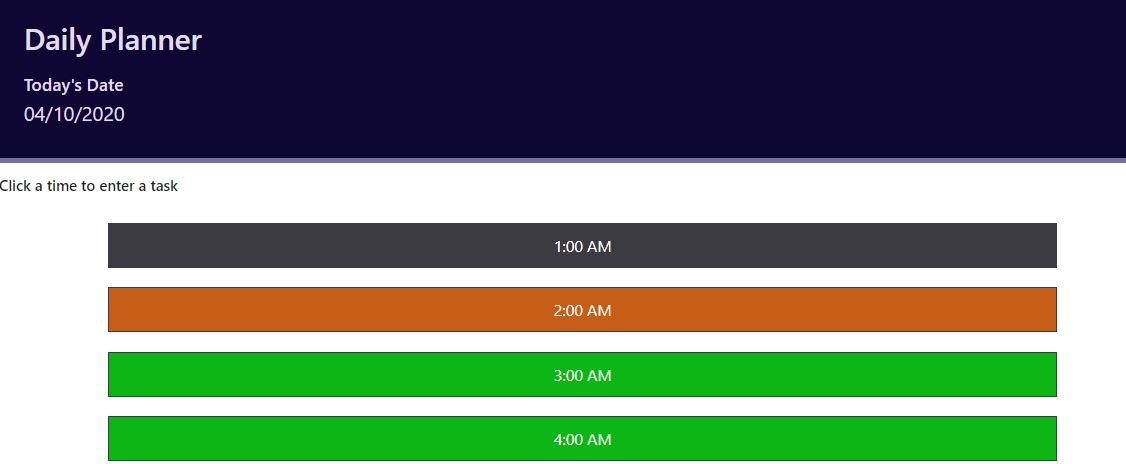 Daily Planner
Today's Date
04/10/2020
Click a time to enter a task
1:00 AM
2:00 AM
3:00 AM
4:00 AM